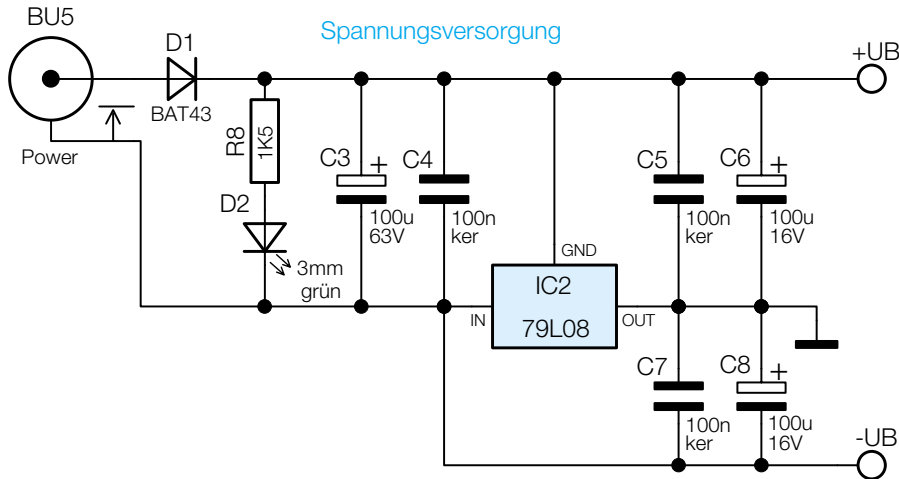 BU5
Spannungsversorgung
D1
+UB
BAT43
Power
R8
1K5
C3
+
C4
C5
C6
+
D2
100u
63V
100n
ker
100n
ker
100u
16V
GND
3mm
grün
IC2
IN
OUT
79L08
C7
C8
+
100n
ker
100u
16V
-UB